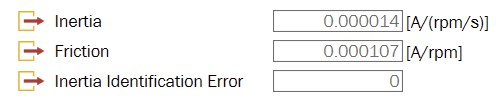 Inertia 0.000014 [A/(rpm/s)]
Friction 0.000107 [A/rpm]
Inertia Identification Error 0